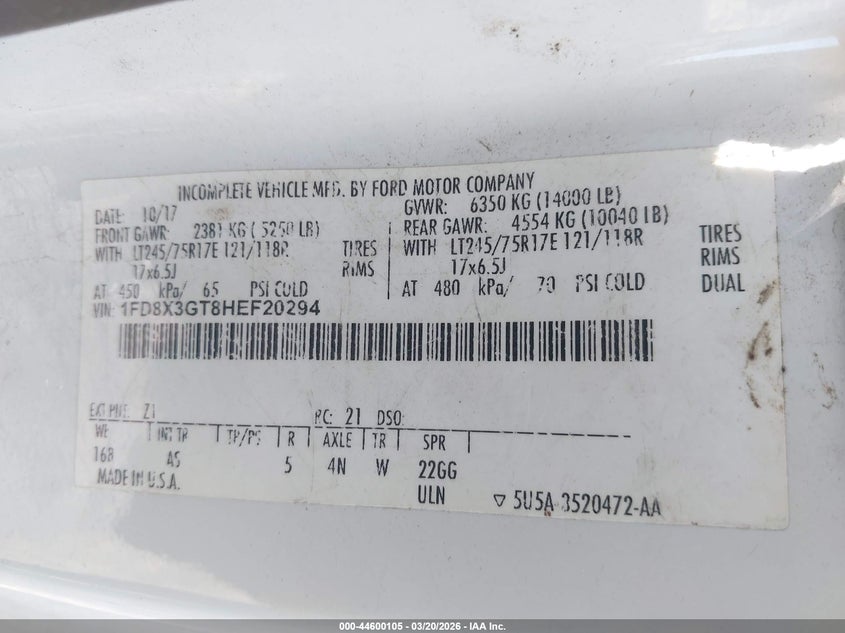 INCOMPLETE VEHICLE MFD. BY FORD MOTOR COMPANY
DATE: 10/17 GVWR: 6350 KG (14000 LB)
FRONT GAWR: 2381 KG ( 5250 LB) REAR GAWR: 4554 KG (10040 LB)
WITH LT245/75R17E 121/118R TIRES WITH LT245/75R17E 121/118R TIRES
17x6.5J RIMS 17x6.5J RIMS
AT 450 kPa/ 65 PSI COLD AT 480 kPa/ 70 PSI COLD DUAL
VIN: 1FD8X3GT8HEF20294
EXT PNT: Z1 RC: 21 DSO:
WB INT TR TP/PS R AXLE TR SPR
168 AS 5 4N W 22GG
MADE IN U.S.A. ULN ▽ 5U5A-3520472-AA
000-44600105 - 03/20/2026 - IAA Inc.